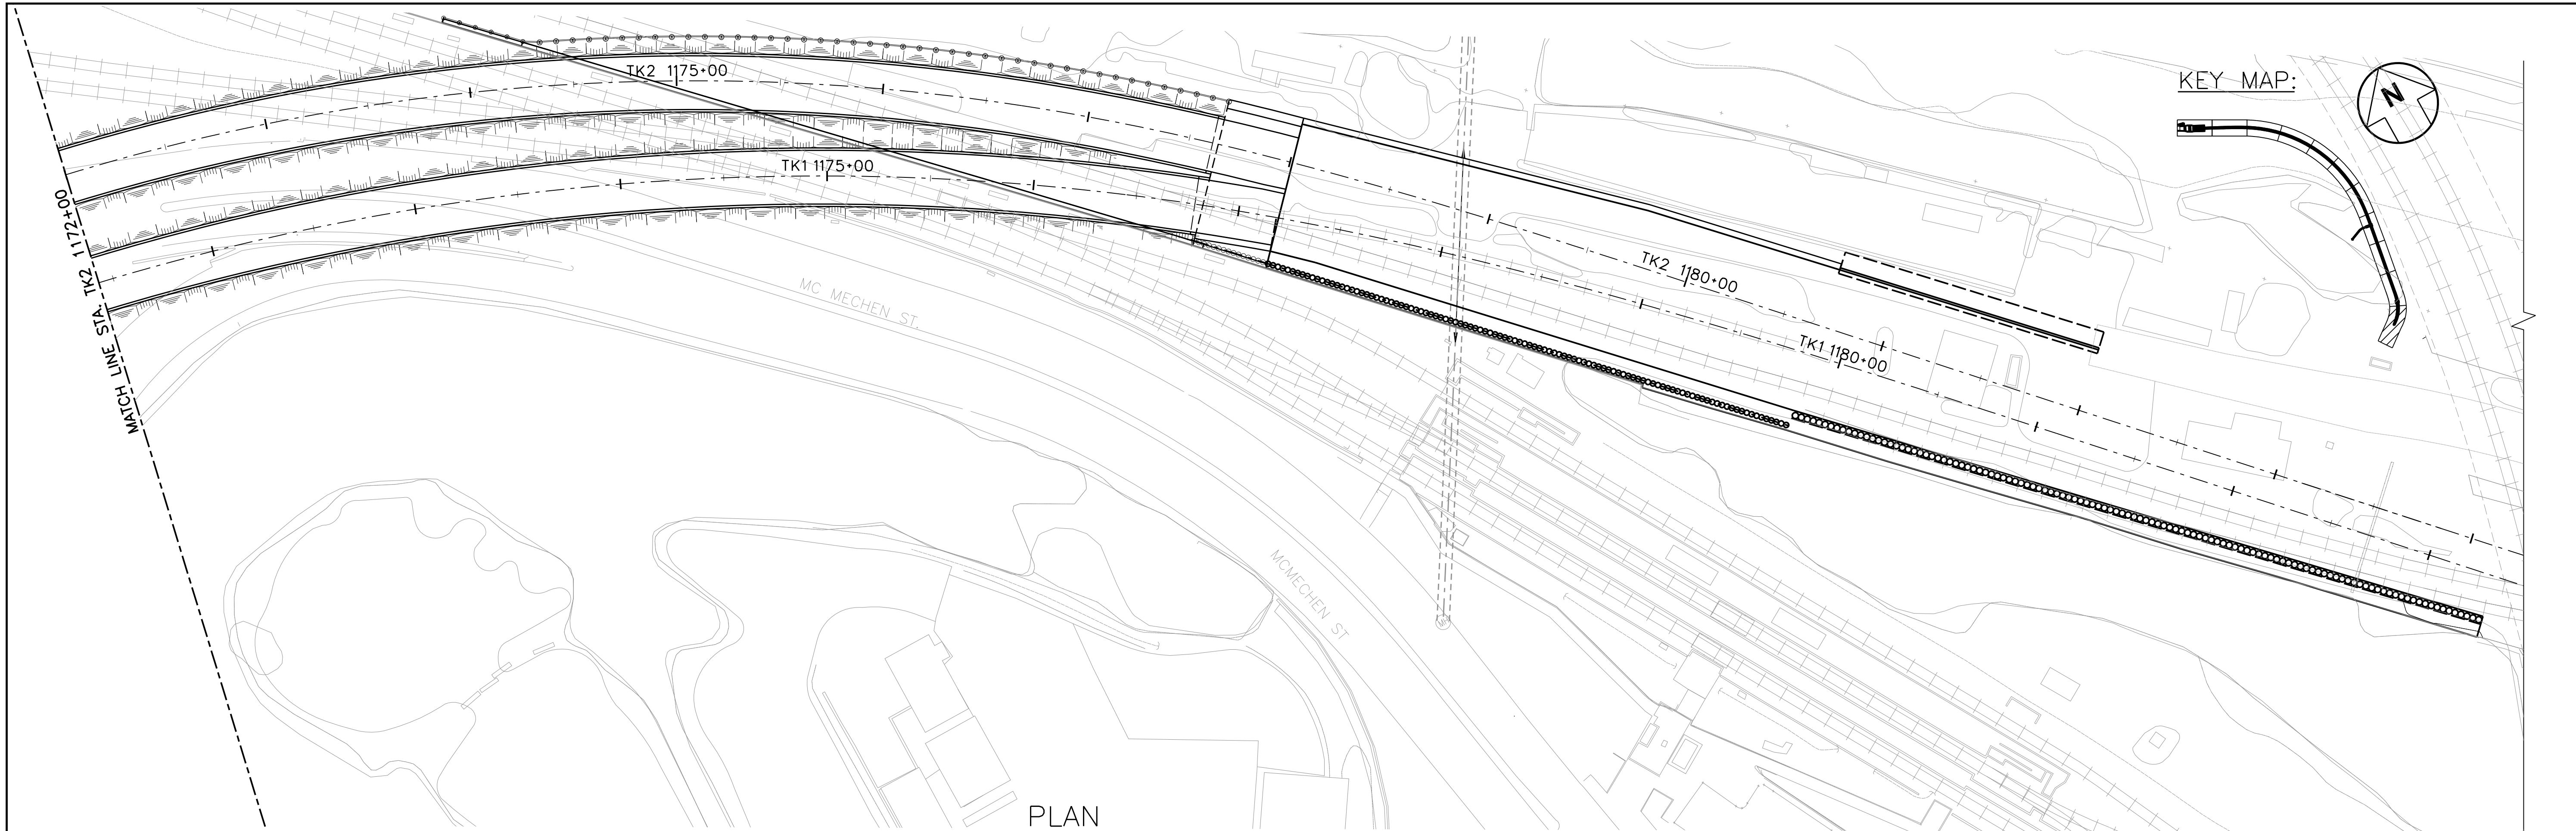 TK2 1175+00
KEY MAP:
N
TK1 1175+00
MATCH LINE STA. TK2 1172+00
MC MECHEN ST.
TK2 1180+00
TK1 1180+00
MCMECHEN ST
PLAN